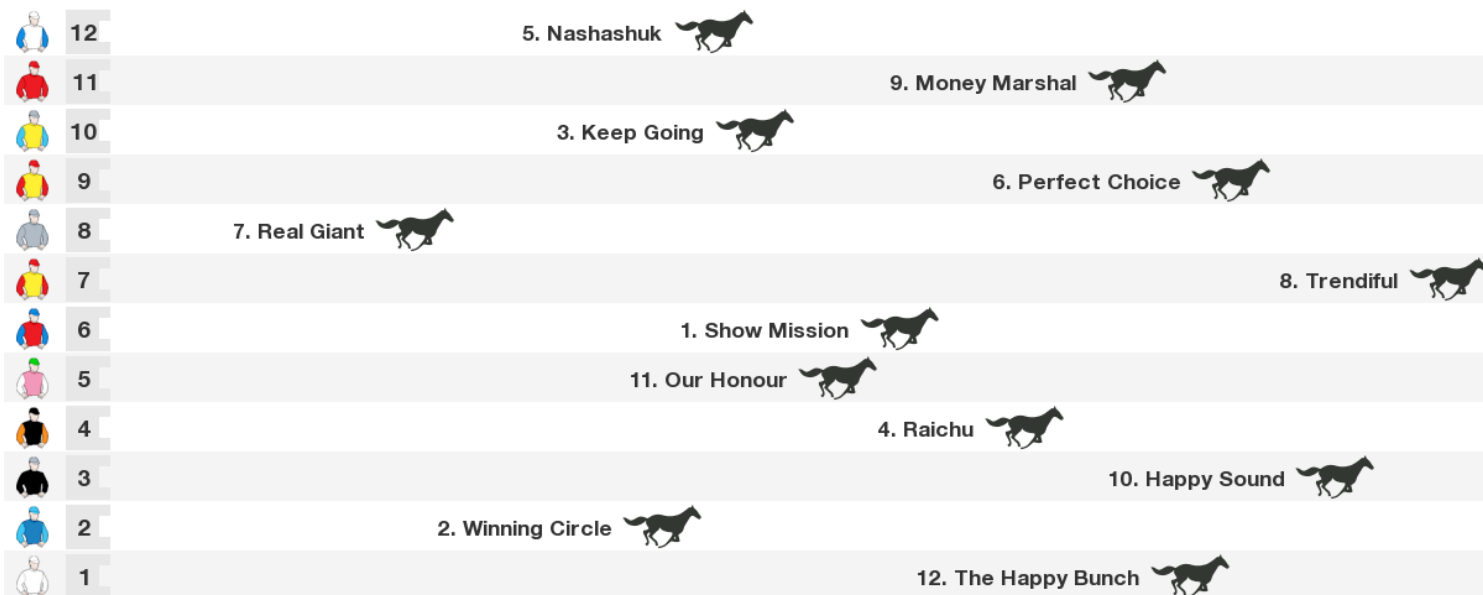 12 5. Nashashuk
11 9. Money Marshal
10 3. Keep Going
9 6. Perfect Choice
8 7. Real Giant
7 8. Trendiful
6 1. Show Mission
5 11. Our Honour
4 4. Raichu
3 10. Happy Sound
2 2. Winning Circle
1 12. The Happy Bunch